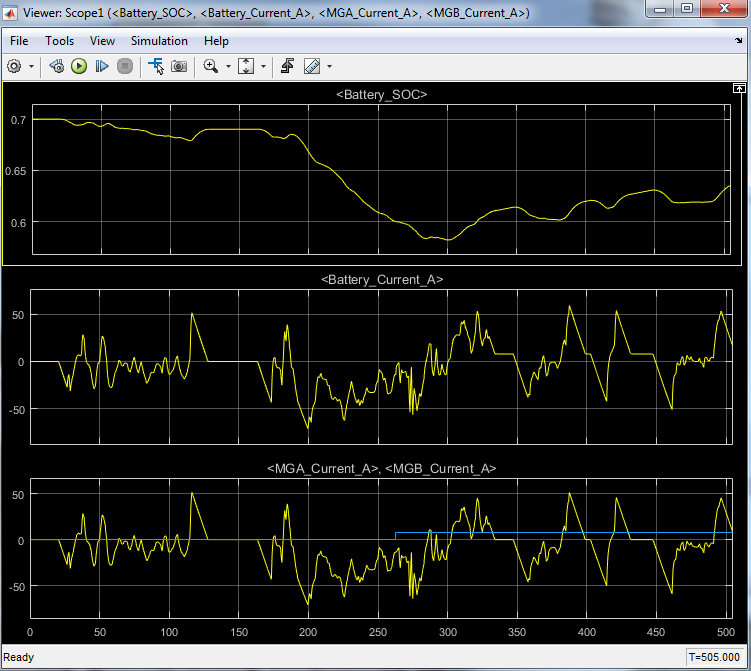 Viewer: Scope1 (<Battery_SOC>, <Battery_Current_A>, <MGA_Current_A>, <MGB_Current_A>)
File Tools View Simulation Help
<Battery_SOC>
0.7
0.65
0.6
<Battery_Current_A>
50
0
-50
<MGA_Current_A>, <MGB_Current_A>
50
0
-50
0 50 100 150 200 250 300 350 400 450 500
Ready T=505.000